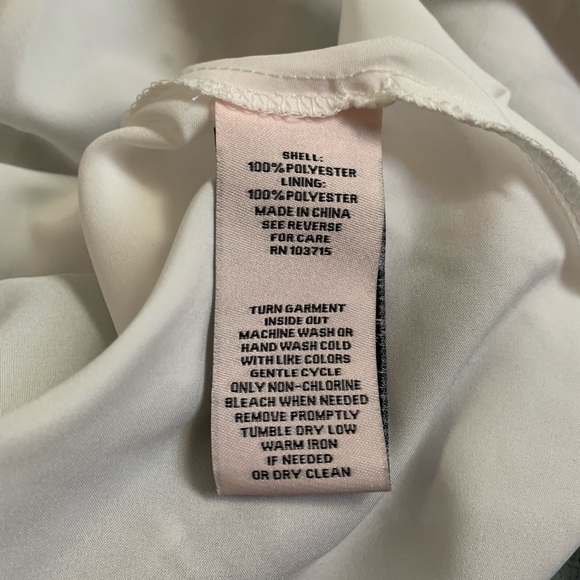 SHELL:
100% POLYESTER
LINING:
100% POLYESTER
MADE IN CHINA
SEE REVERSE
FOR CARE
RN 103715
TURN GARMENT
INSIDE OUT
MACHINE WASH OR
HAND WASH COLD
WITH LIKE COLORS
GENTLE CYCLE
ONLY NON-CHLORINE
BLEACH WHEN NEEDED
REMOVE PROMPTLY
TUMBLE DRY LOW
WARM IRON
IF NEEDED
OR DRY CLEAN